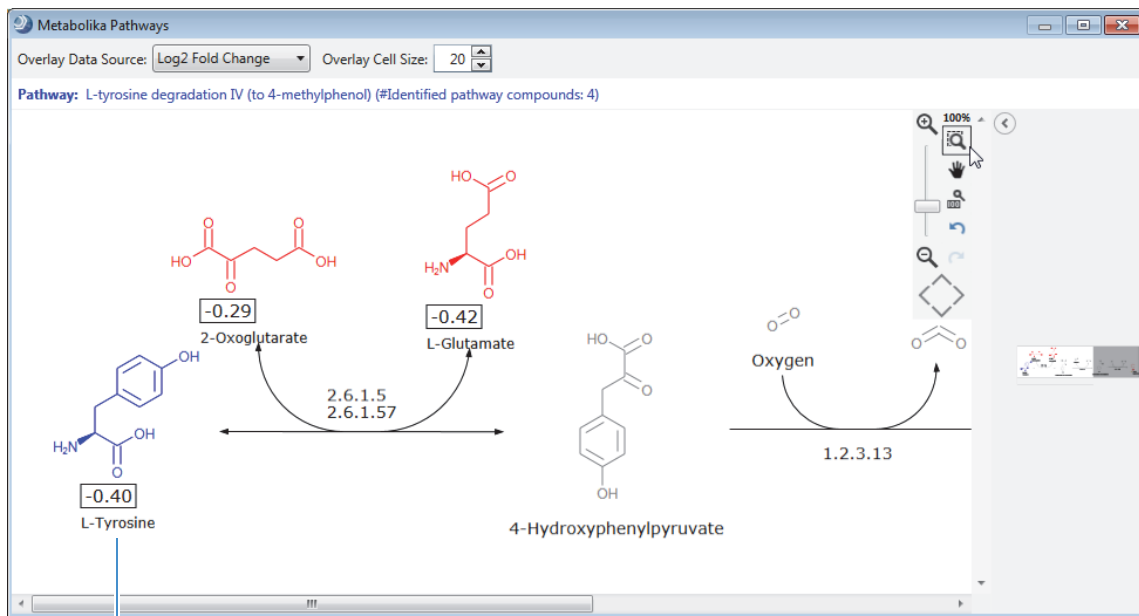 Metabolika Pathways
Overlay Data Source: Log2 Fold Change Overlay Cell Size: 20
Pathway: L-tyrosine degradation IV (to 4-methylphenol) (#Identified pathway compounds: 4)
100%
HO O
OH
O O
HO OH
O
H₂N OH
O
-0.29
2-Oxoglutarate
-0.42
L-Glutamate
O=O
Oxygen
O O
HO O
O
OH
OH
H₂N OH
O
-0.40
L-Tyrosine
2.6.1.5
2.6.1.57
4-Hydroxyphenylpyruvate
1.2.3.13